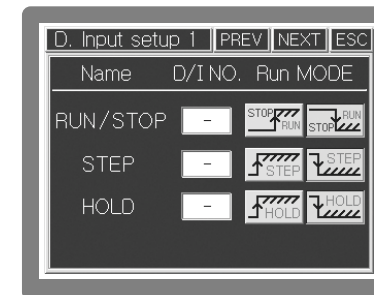 D. Input setup 1 PREV NEXT ESC
Name D/I NO. Run MODE
RUN/STOP - STOP RUN STOP RUN
STEP - STEP STEP
HOLD - HOLD HOLD